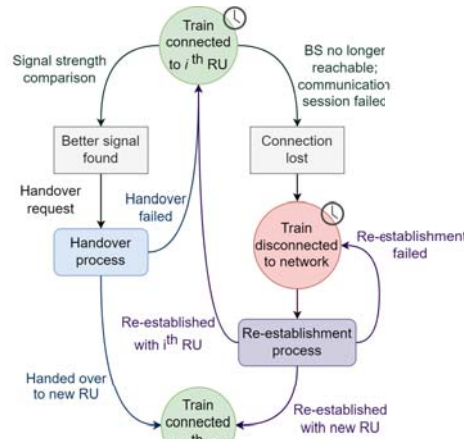 Train
connected
to i th RU
Signal strength
comparison
BS no longer
reachable;
communication
session failed
Better signal
found
Connection
lost
Handover
request
Handover
failed
Train
disconnected
to network
Re-establishment
failed
Handover
process
Re-established
with i th RU
Re-establishment
process
Handed over
to new RU
Train
connected
th
Re-established
with new RU